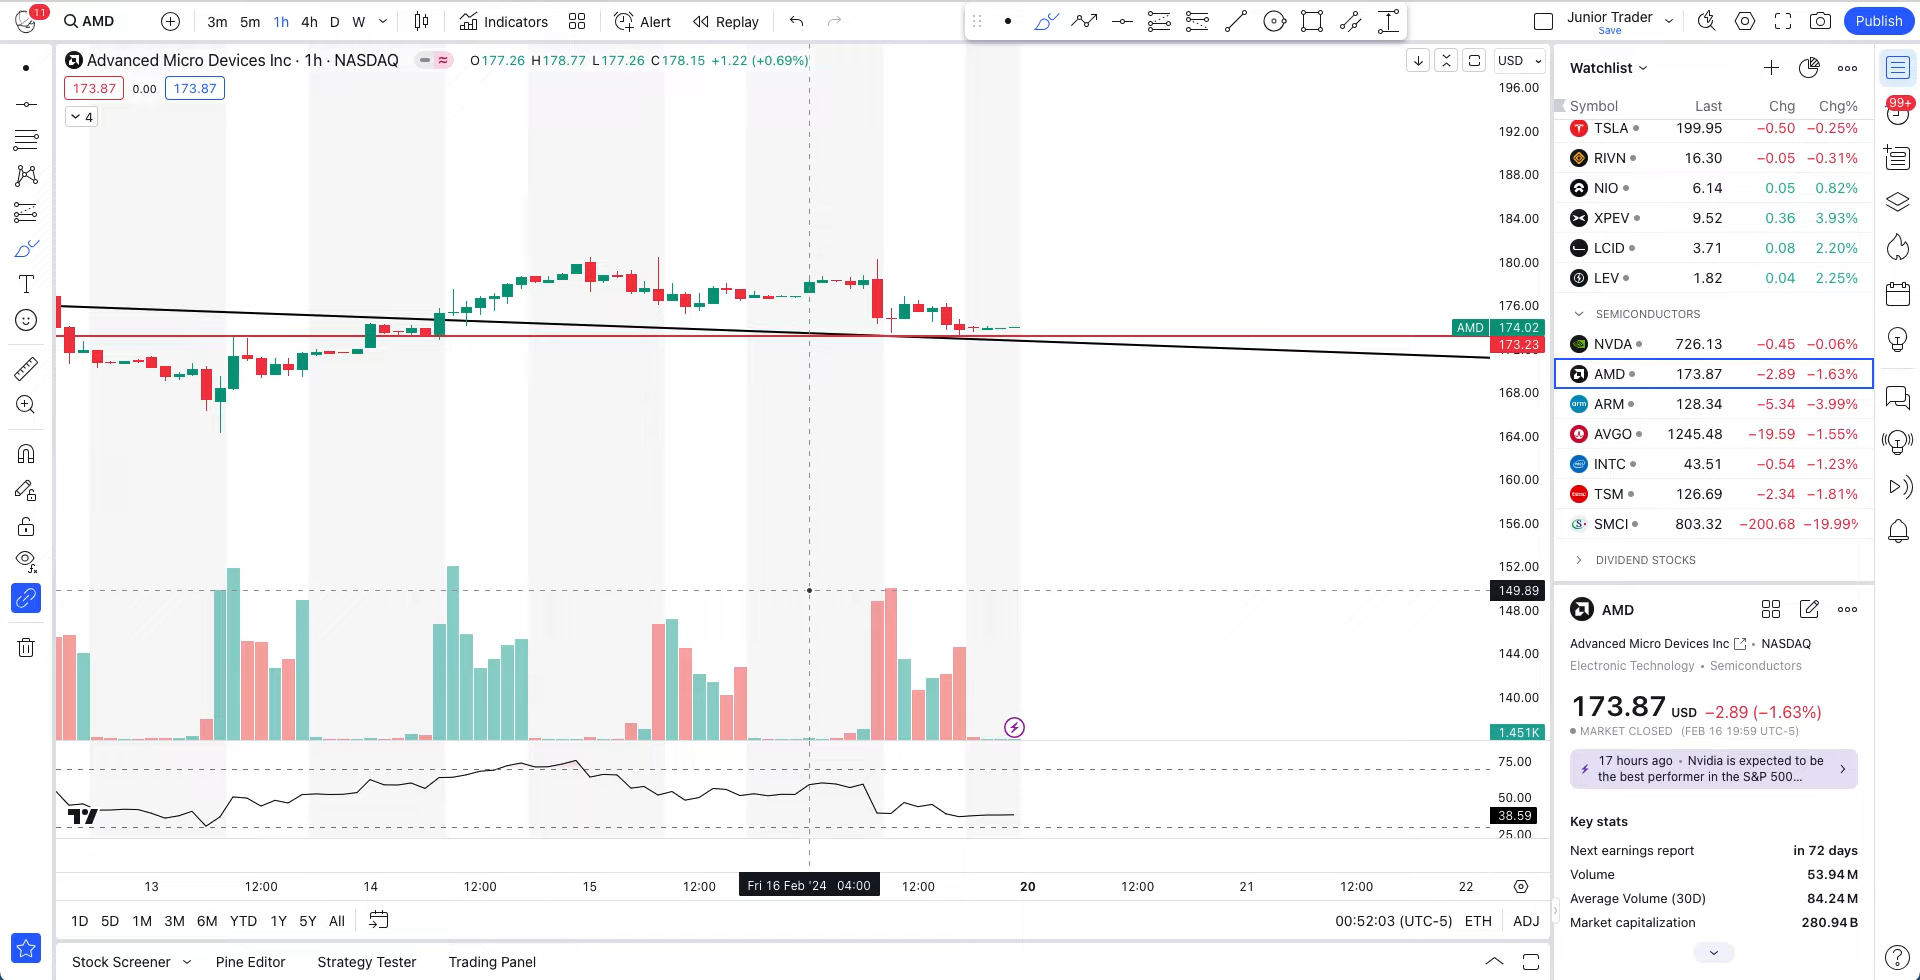 11
AMD
3m 5m 1h 4h D W
Indicators
Alert
Replay
Junior Trader
Save
Publish
Advanced Micro Devices Inc · 1h · NASDAQ
O177.26 H178.77 L177.26 C178.15 +1.22 (+0.69%)
173.87 0.00 173.87
4
USD
196.00
192.00
188.00
184.00
180.00
176.00
AMD 174.02
173.23
168.00
164.00
160.00
156.00
152.00
149.89
148.00
144.00
140.00
1.451K
75.00
50.00
38.59
25.00
13 12:00 14 12:00 15 12:00 Fri 16 Feb '24 04:00 12:00 20 12:00 21 12:00 22
1D 5D 1M 3M 6M YTD 1Y 5Y All
00:52:03 (UTC-5) ETH ADJ
Stock Screener Pine Editor Strategy Tester Trading Panel
Watchlist
99+
Symbol Last Chg Chg%
TSLA 199.95 −0.50 −0.25%
RIVN 16.30 −0.05 −0.31%
NIO 6.14 0.05 0.82%
XPEV 9.52 0.36 3.93%
LCID 3.71 0.08 2.20%
LEV 1.82 0.04 2.25%
SEMICONDUCTORS
NVDA 726.13 −0.45 −0.06%
AMD 173.87 −2.89 −1.63%
arm ARM 128.34 −5.34 −3.99%
AVGO 1245.48 −19.59 −1.55%
INTC 43.51 −0.54 −1.23%
TSM 126.69 −2.34 −1.81%
SMCI 803.32 −200.68 −19.99%
DIVIDEND STOCKS
AMD
Advanced Micro Devices Inc • NASDAQ
Electronic Technology • Semiconductors
173.87 USD −2.89 (−1.63%)
MARKET CLOSED (FEB 16 19:59 UTC-5)
17 hours ago • Nvidia is expected to be
the best performer in the S&P 500...
Key stats
Next earnings report in 72 days
Volume 53.94M
Average Volume (30D) 84.24M
Market capitalization 280.94B